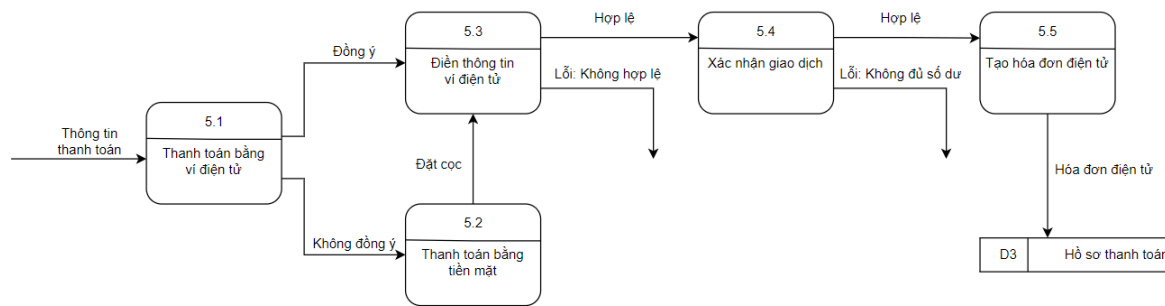 Thông tin
thanh toán
5.1
Thanh toán bằng
ví điện tử
Đồng ý
Không đồng ý
5.2
Thanh toán bằng
tiền mặt
Đặt cọc
5.3
Điền thông tin
ví điện tử
Hợp lệ
Lỗi: Không hợp lệ
5.4
Xác nhận giao dịch
Hợp lệ
Lỗi: Không đủ số dư
5.5
Tạo hóa đơn điện tử
Hóa đơn điện tử
D3
Hồ sơ thanh toán